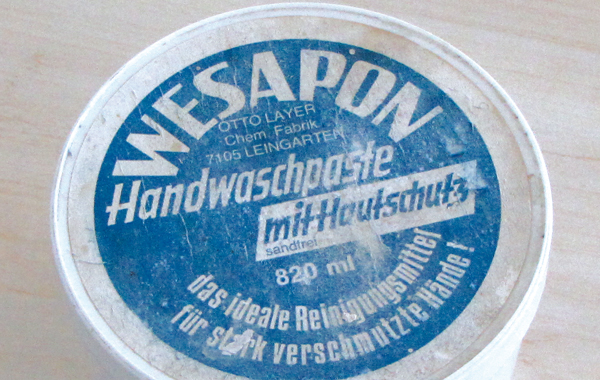 WESAPON
OTTO LAYER
Chem. Fabrik
7105 LEINGARTEN
Handwaschpaste
mit Hautschutz
sandfrei
820 ml
das ideale Reinigungsmittel
für stark verschmutzte Hände!